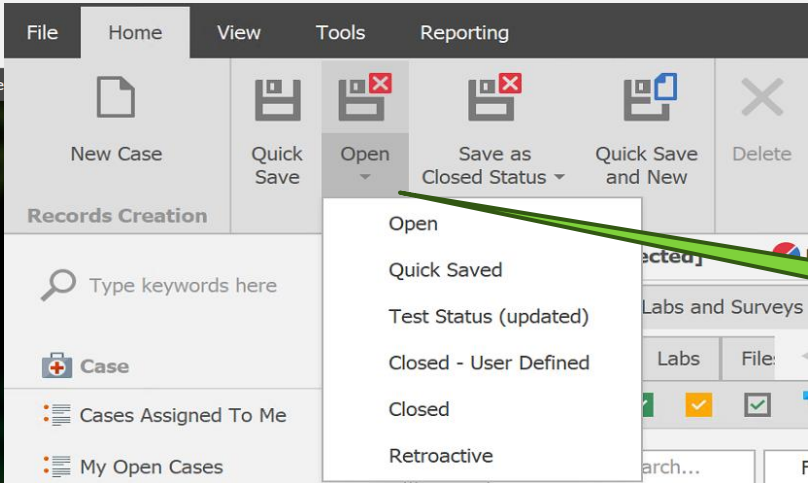 File Home View Tools Reporting
New Case
Quick
Save
Open
Save as
Closed Status
Quick Save
and New
Delete
Records Creation
Type keywords here
Case
Cases Assigned To Me
My Open Cases
Open
Quick Saved
Test Status (updated)
Closed - User Defined
Closed
Retroactive
ected]
Labs and Surveys
Labs
File
arch...